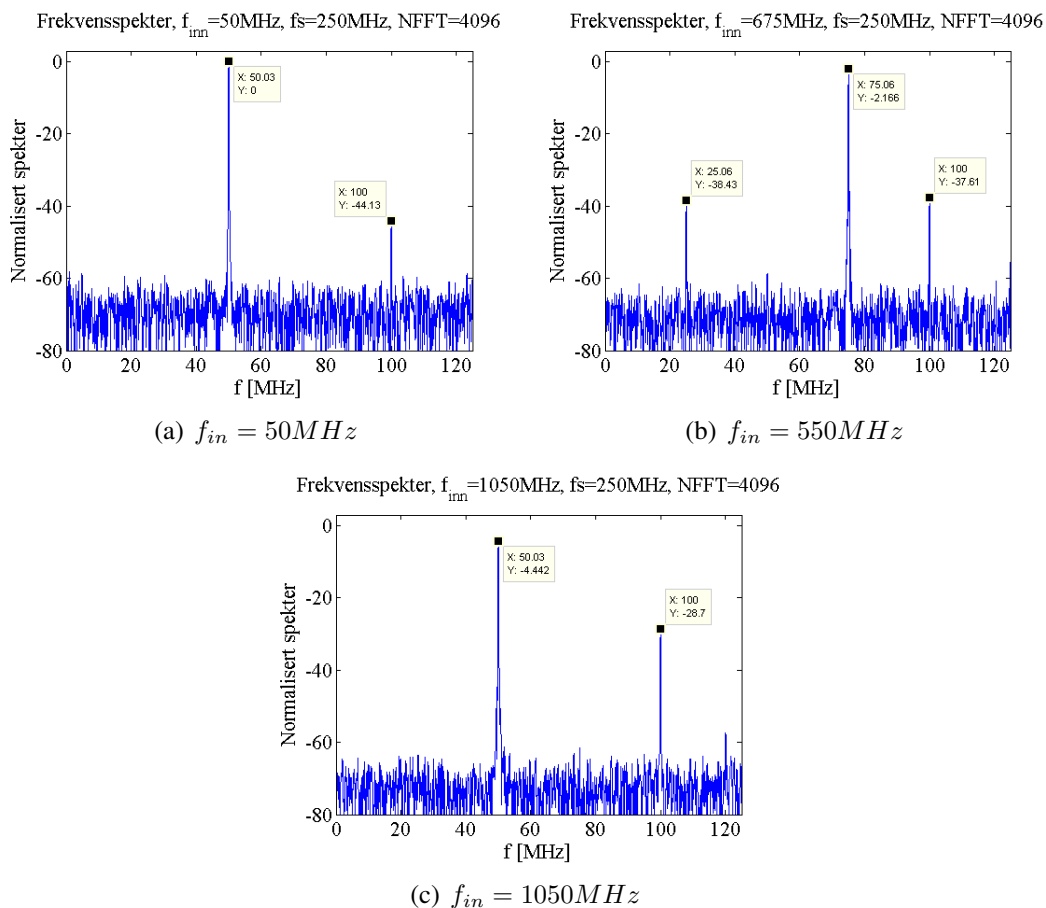 Frekvensspekter, f_inn=50MHz, fs=250MHz, NFFT=4096
Normalisert spekter
0
-20
-40
-60
-80
X: 50.03
Y: 0
X: 100
Y: -44.13
0 20 40 60 80 100 120
f [MHz]
(a) f_in = 50MHz
Frekvensspekter, f_inn=675MHz, fs=250MHz, NFFT=4096
Normalisert spekter
0
-20
-40
-60
-80
X: 75.06
Y: -2.166
X: 25.06
Y: -38.43
X: 100
Y: -37.61
0 20 40 60 80 100 120
f [MHz]
(b) f_in = 550MHz
Frekvensspekter, f_inn=1050MHz, fs=250MHz, NFFT=4096
Normalisert spekter
0
-20
-40
-60
-80
X: 50.03
Y: -4.442
X: 100
Y: -28.7
0 20 40 60 80 100 120
f [MHz]
(c) f_in = 1050MHz